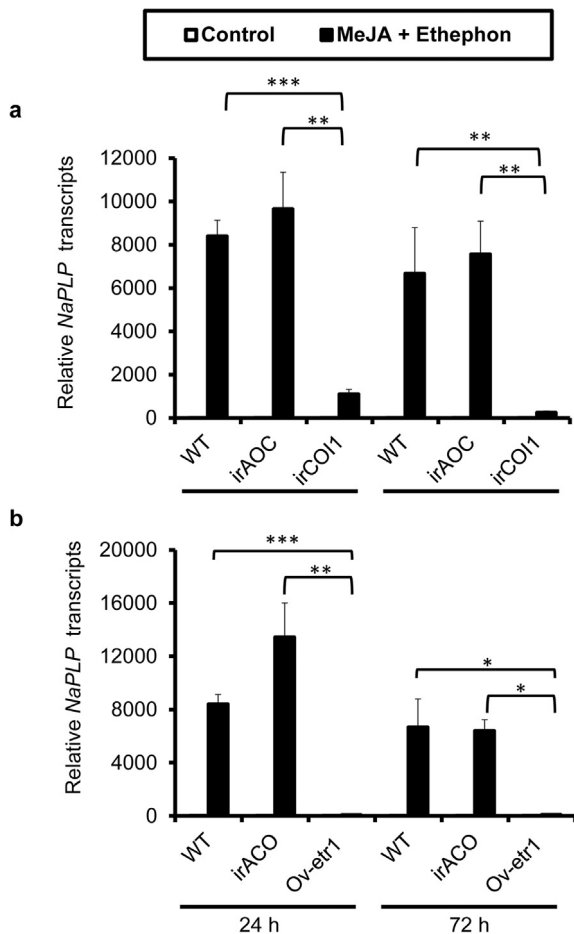 Control MeJA + Ethephon
a
***
**
**
**
Relative NaPLP transcripts
12000
10000
8000
6000
4000
2000
0
WT irAOC irCOI1 WT irAOC irCOI1
b
***
**
*
*
Relative NaPLP transcripts
20000
16000
12000
8000
4000
0
WT irACO Ov-etr1 WT irACO Ov-etr1
24 h 72 h